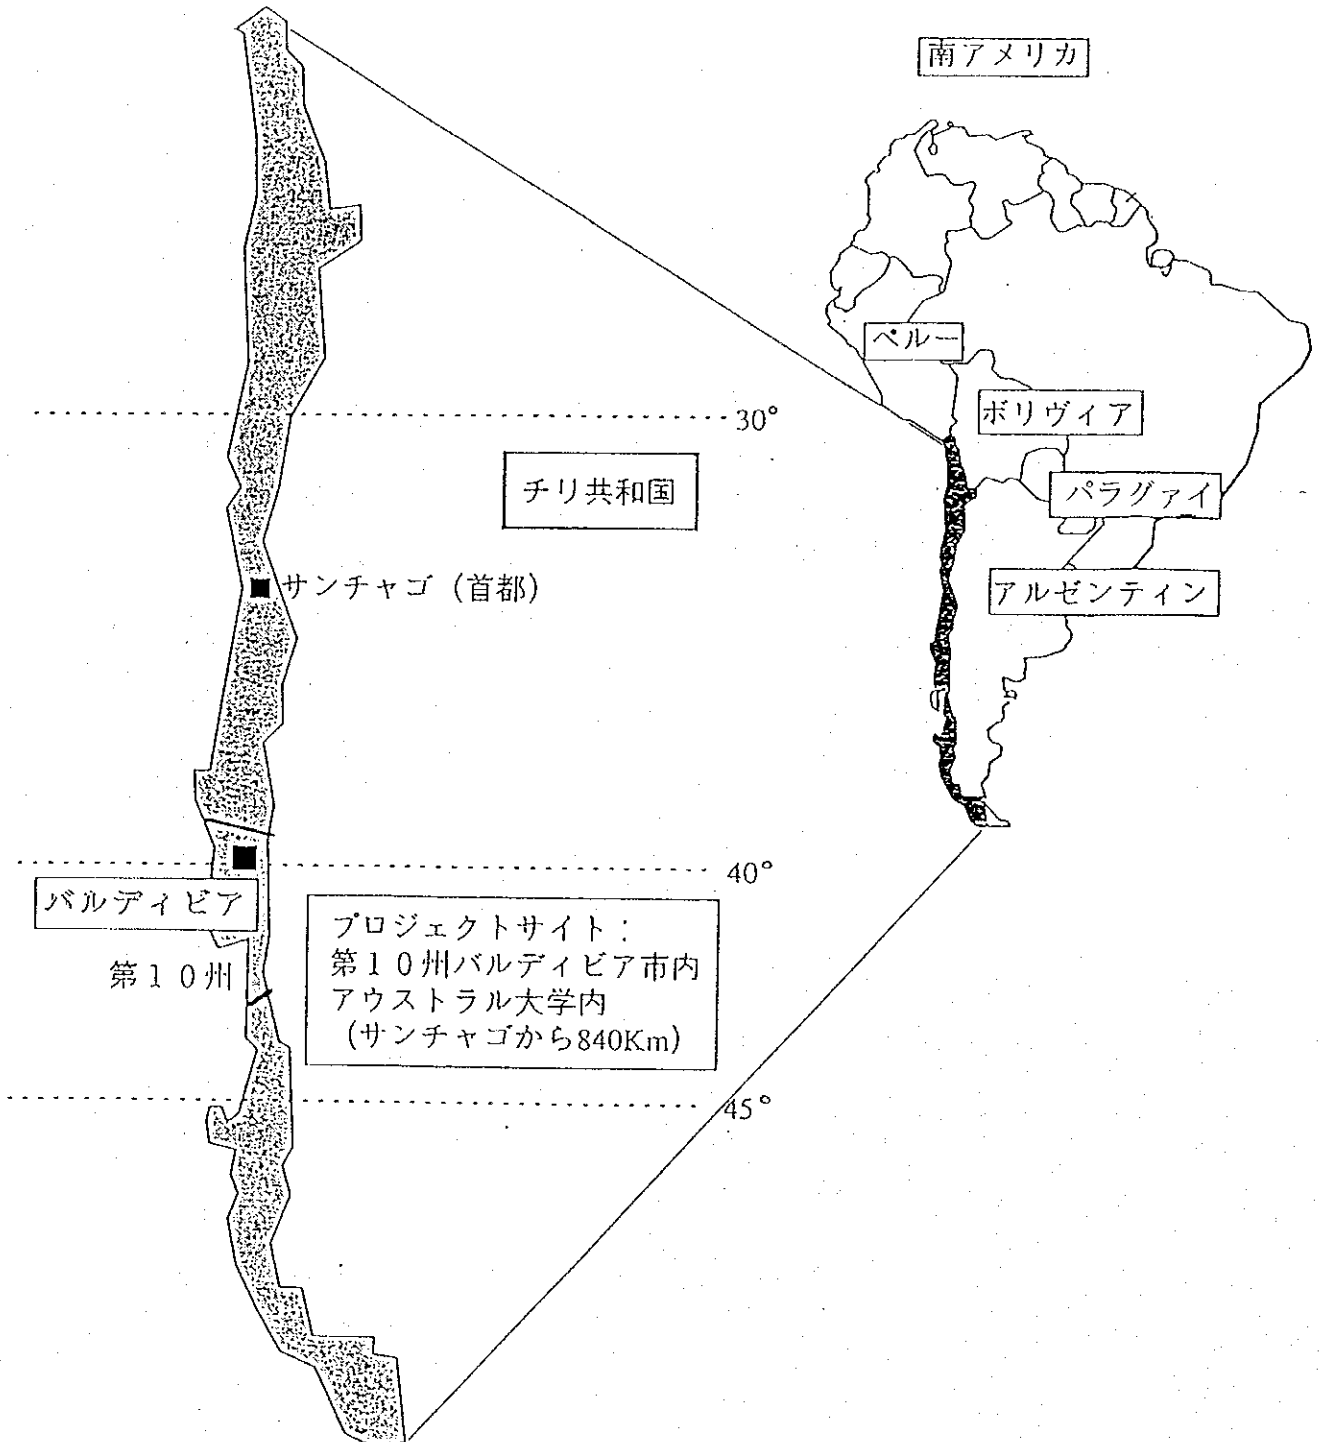 南アメリカ
ペルー
ボリヴィア
パラグァイ
アルゼンティン
30°
チリ共和国
サンチャゴ（首都）
40°
バルディビア
第１０州
プロジェクトサイト：
第１０州バルディビア市内
アウストラル大学内
(サンチャゴから840Km)
45°